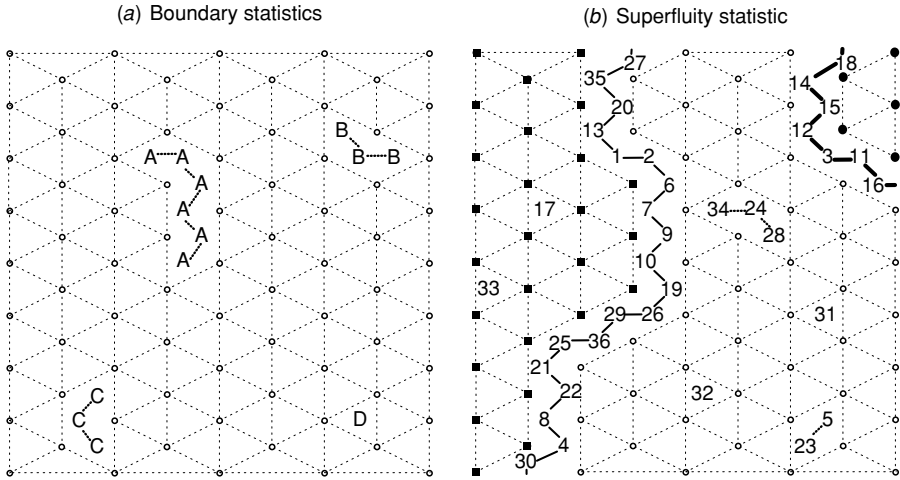 (a) Boundary statistics
(b) Superfluity statistic
27 18
35 14
20 15
B 13 12
A A B B 1 2 3 11
A 6 16
A 17 7 34 24
A 9 28
A 10
33 19
29 26 31
25 36
21
C 22 32
C D 8 5
C 4 23
30